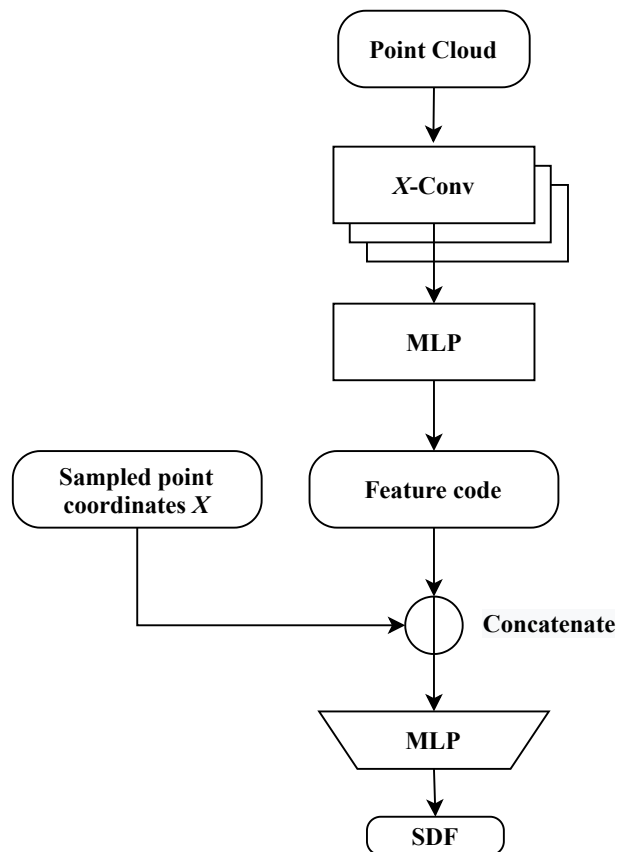 Point Cloud
X-Conv
MLP
Sampled point
coordinates X
Feature code
Concatenate
MLP
SDF